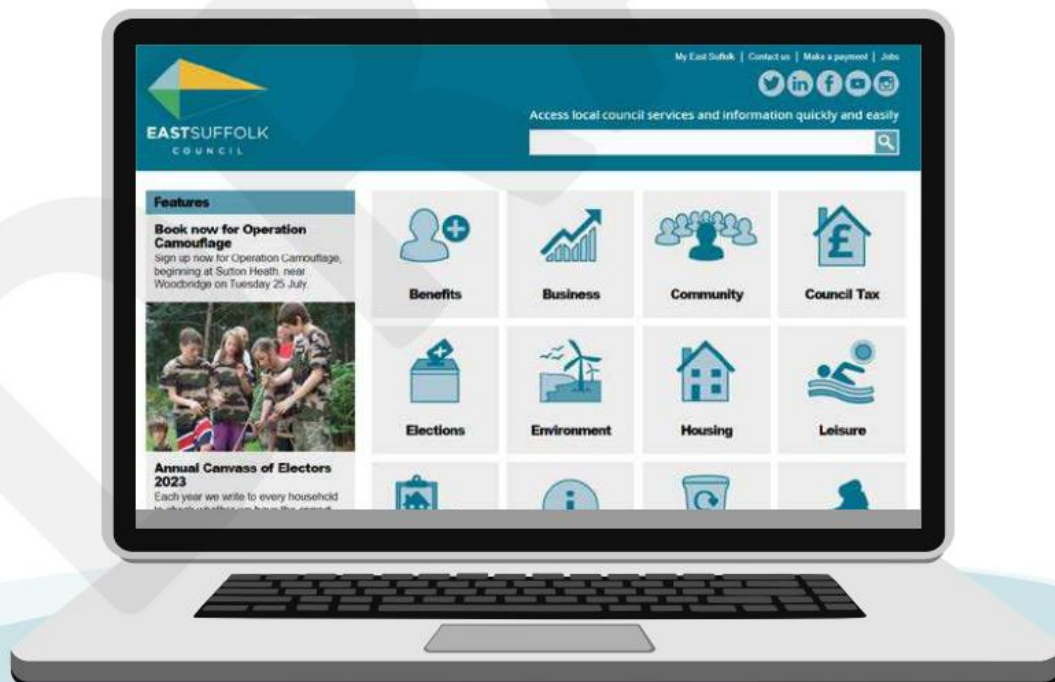 My East Suffolk | Contact us | Make a payment | Jobs
Access local council services and information quickly and easily
EASTSUFFOLK
COUNCIL
Features
Book now for Operation
Camouflage
Sign up now for Operation Camouflage,
beginning at Sutton Heath, near
Woodbridge on Tuesday 25 July.
Annual Canvass of Electors
2023
Each year we write to every household
Benefits
Business
Community
Council Tax
Elections
Environment
Housing
Leisure